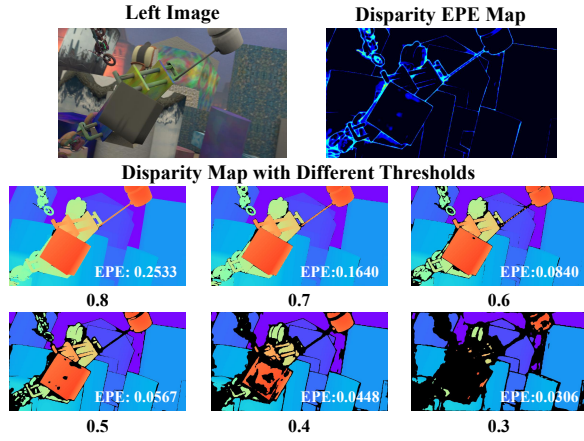 Left Image
Disparity EPE Map
Disparity Map with Different Thresholds
EPE: 0.2533
EPE:0.1640
EPE:0.0840
0.8
0.7
0.6
EPE:0.0567
EPE:0.0448
EPE:0.0306
0.5
0.4
0.3